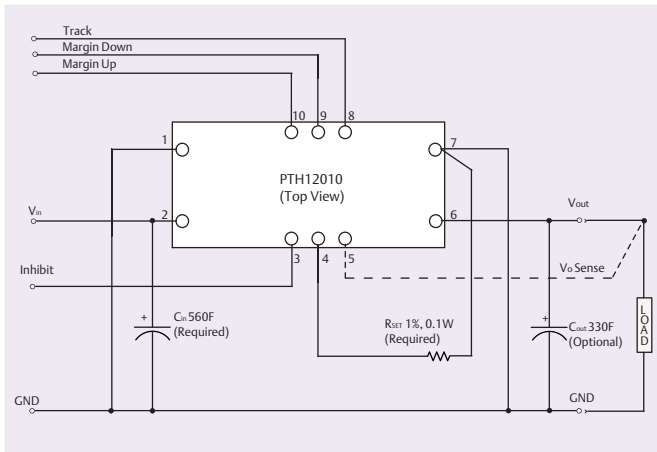 Track
Margin Down
Margin Up
10 9 8
1
7
PTH12010
(Top View)
Vin
2
6
Vout
3 4 5
Vo Sense
Inhibit
+
Cin 560F
(Required)
RSET 1%, 0.1W
(Required)
+
Cout 330F
(Optional)
LOAD
GND
GND